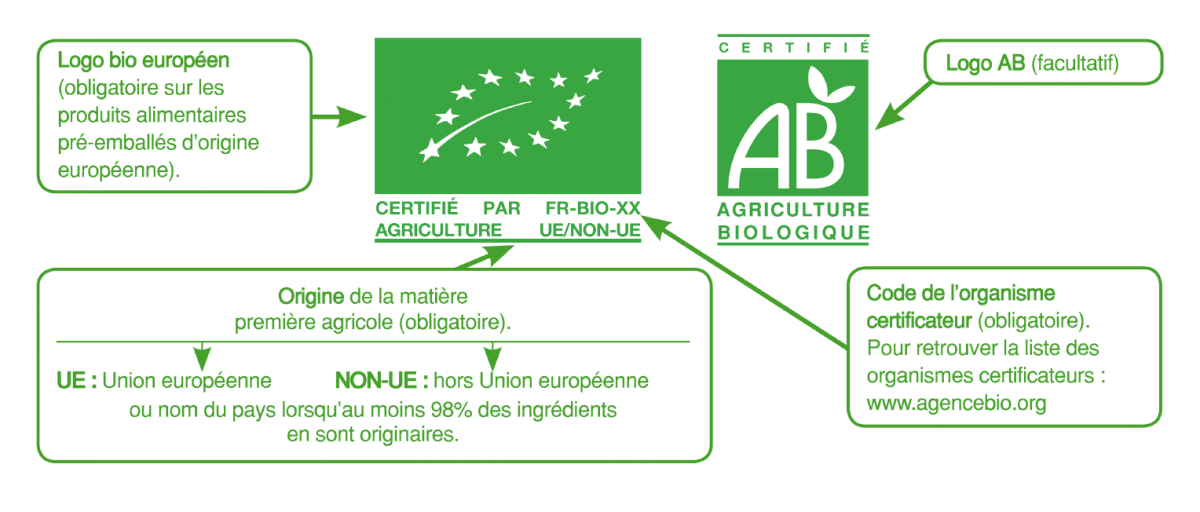 Logo bio européen
(obligatoire sur les
produits alimentaires
pré-emballés d'origine
européenne).
CERTIFIÉ PAR FR-BIO-XX
AGRICULTURE UE/NON-UE
CERTIFIÉ
AB
AGRICULTURE
BIOLOGIQUE
Logo AB (facultatif)
Origine de la matière
première agricole (obligatoire).
UE : Union européenne
NON-UE : hors Union européenne
ou nom du pays lorsqu'au moins 98% des ingrédients
en sont originaires.
Code de l'organisme
certificateur (obligatoire).
Pour retrouver la liste des
organismes certificateurs :
www.agencebio.org